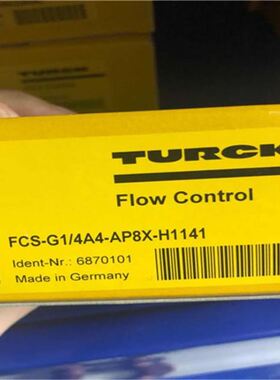 TURCK
Flow Control
FCS-G1/4A4-AP8X-H1141
Ident-Nr.: 6870101
Made in Germany